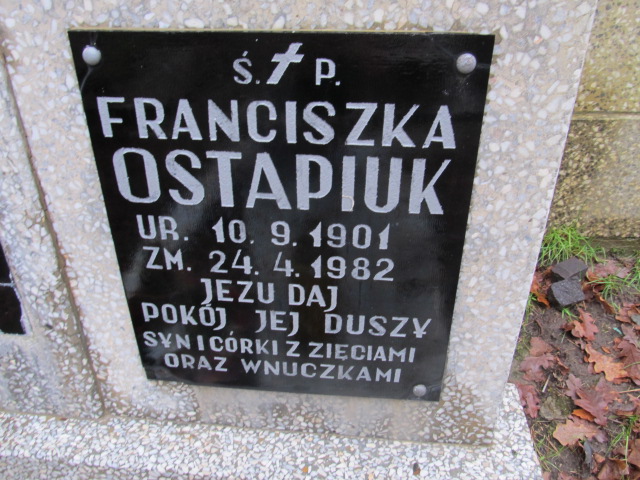 Ś. † P.
FRANCISZKA
OSTAPIUK
UR. 10. 9. 1901
ZM. 24. 4. 1982
JEZU DAJ
POKÓJ JEJ DUSZY
SYN I CÓRKI Z ZIĘCIAMI
ORAZ WNUCZKAMI